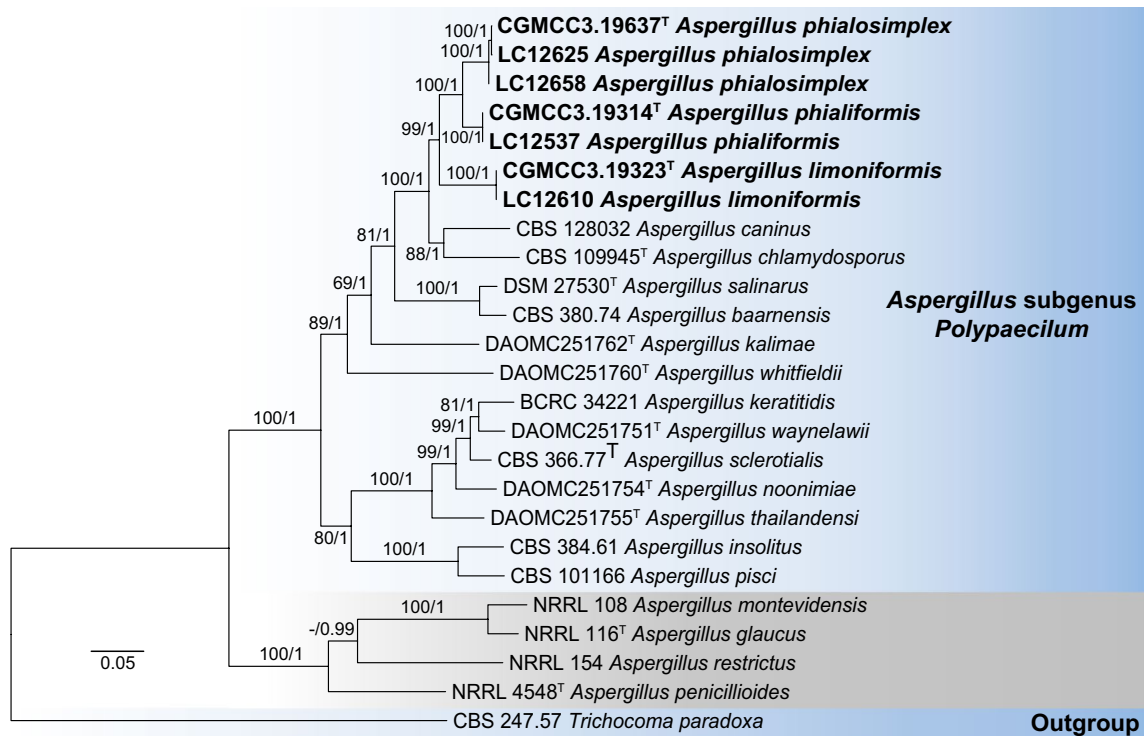 100/1
CGMCC3.19637ᵀ Aspergillus phialosimplex
100/1
LC12625 Aspergillus phialosimplex
100/1
LC12658 Aspergillus phialosimplex
CGMCC3.19314ᵀ Aspergillus phialiformis
99/1
100/1
LC12537 Aspergillus phialiformis
100/1
100/1
CGMCC3.19323ᵀ Aspergillus limoniformis
LC12610 Aspergillus limoniformis
81/1
CBS 128032 Aspergillus caninus
88/1
CBS 109945ᵀ Aspergillus chlamydosporus
69/1
100/1
DSM 27530ᵀ Aspergillus salinarus
Aspergillus subgenus
Polypaecilum
CBS 380.74 Aspergillus baarnensis
89/1
DAOMC251762ᵀ Aspergillus kalimae
DAOMC251760ᵀ Aspergillus whitfieldii
100/1
81/1
BCRC 34221 Aspergillus keratitidis
99/1
DAOMC251751ᵀ Aspergillus waynelawii
99/1
CBS 366.77ᵀ Aspergillus sclerotialis
100/1
DAOMC251754ᵀ Aspergillus noonimiae
DAOMC251755ᵀ Aspergillus thailandensi
80/1
100/1
CBS 384.61 Aspergillus insolitus
CBS 101166 Aspergillus pisci
100/1
NRRL 108 Aspergillus montevidensis
-/0.99
NRRL 116ᵀ Aspergillus glaucus
0.05
100/1
NRRL 154 Aspergillus restrictus
NRRL 4548ᵀ Aspergillus penicillioides
CBS 247.57 Trichocoma paradoxa
Outgroup